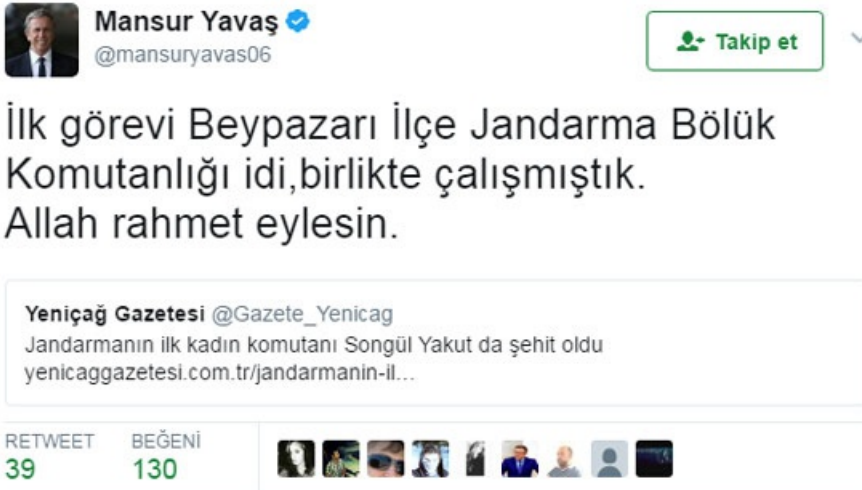 Mansur Yavaş
@mansuryavas06
Takip et
İlk görevi Beypazarı İlçe Jandarma Bölük
Komutanlığı idi,birlikte çalışmıştık.
Allah rahmet eylesin.
Yeniçağ Gazetesi @Gazete_Yenicag
Jandarmanın ilk kadın komutanı Songül Yakut da şehit oldu
yenicaggazetesi.com.tr/jandarmanin-il...
RETWEET BEĞENİ
39 130